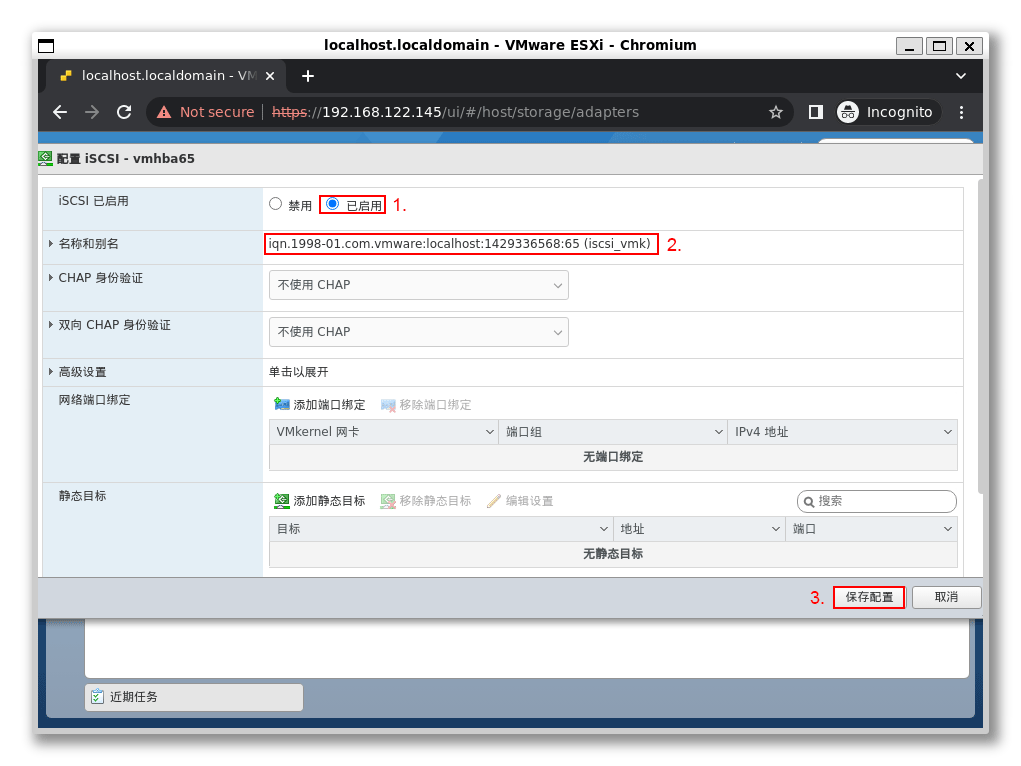 localhost.localdomain - VMware ESXi - Chromium
localhost.localdomain - VM
Not secure https://192.168.122.145/ui/#/host/storage/adapters Incognito
配置 iSCSI - vmhba65
iSCSI 已启用 禁用 已启用 1.
名称和别名 iqn.1998-01.com.vmware:localhost:1429336568:65 (iscsi_vmk) 2.
CHAP 身份验证 不使用 CHAP
双向 CHAP 身份验证 不使用 CHAP
高级设置 单击以展开
网络端口绑定 添加端口绑定 移除端口绑定
VMkernel 网卡 端口组 IPv4 地址
无端口绑定
静态目标 添加静态目标 移除静态目标 编辑设置 搜索
目标 地址 端口
无静态目标
3. 保存配置 取消
近期任务